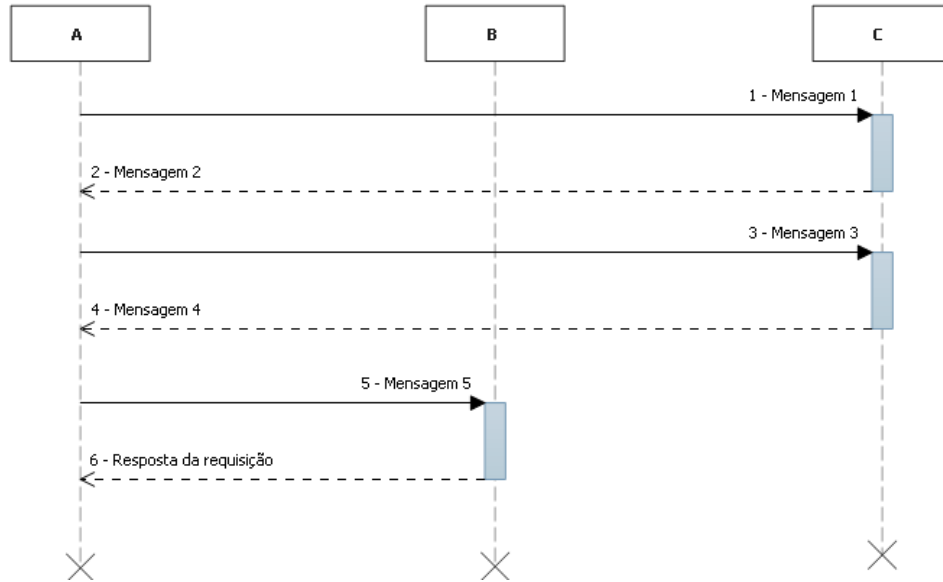 A
B
C
1 - Mensagem 1
2 - Mensagem 2
3 - Mensagem 3
4 - Mensagem 4
5 - Mensagem 5
6 - Resposta da requisição